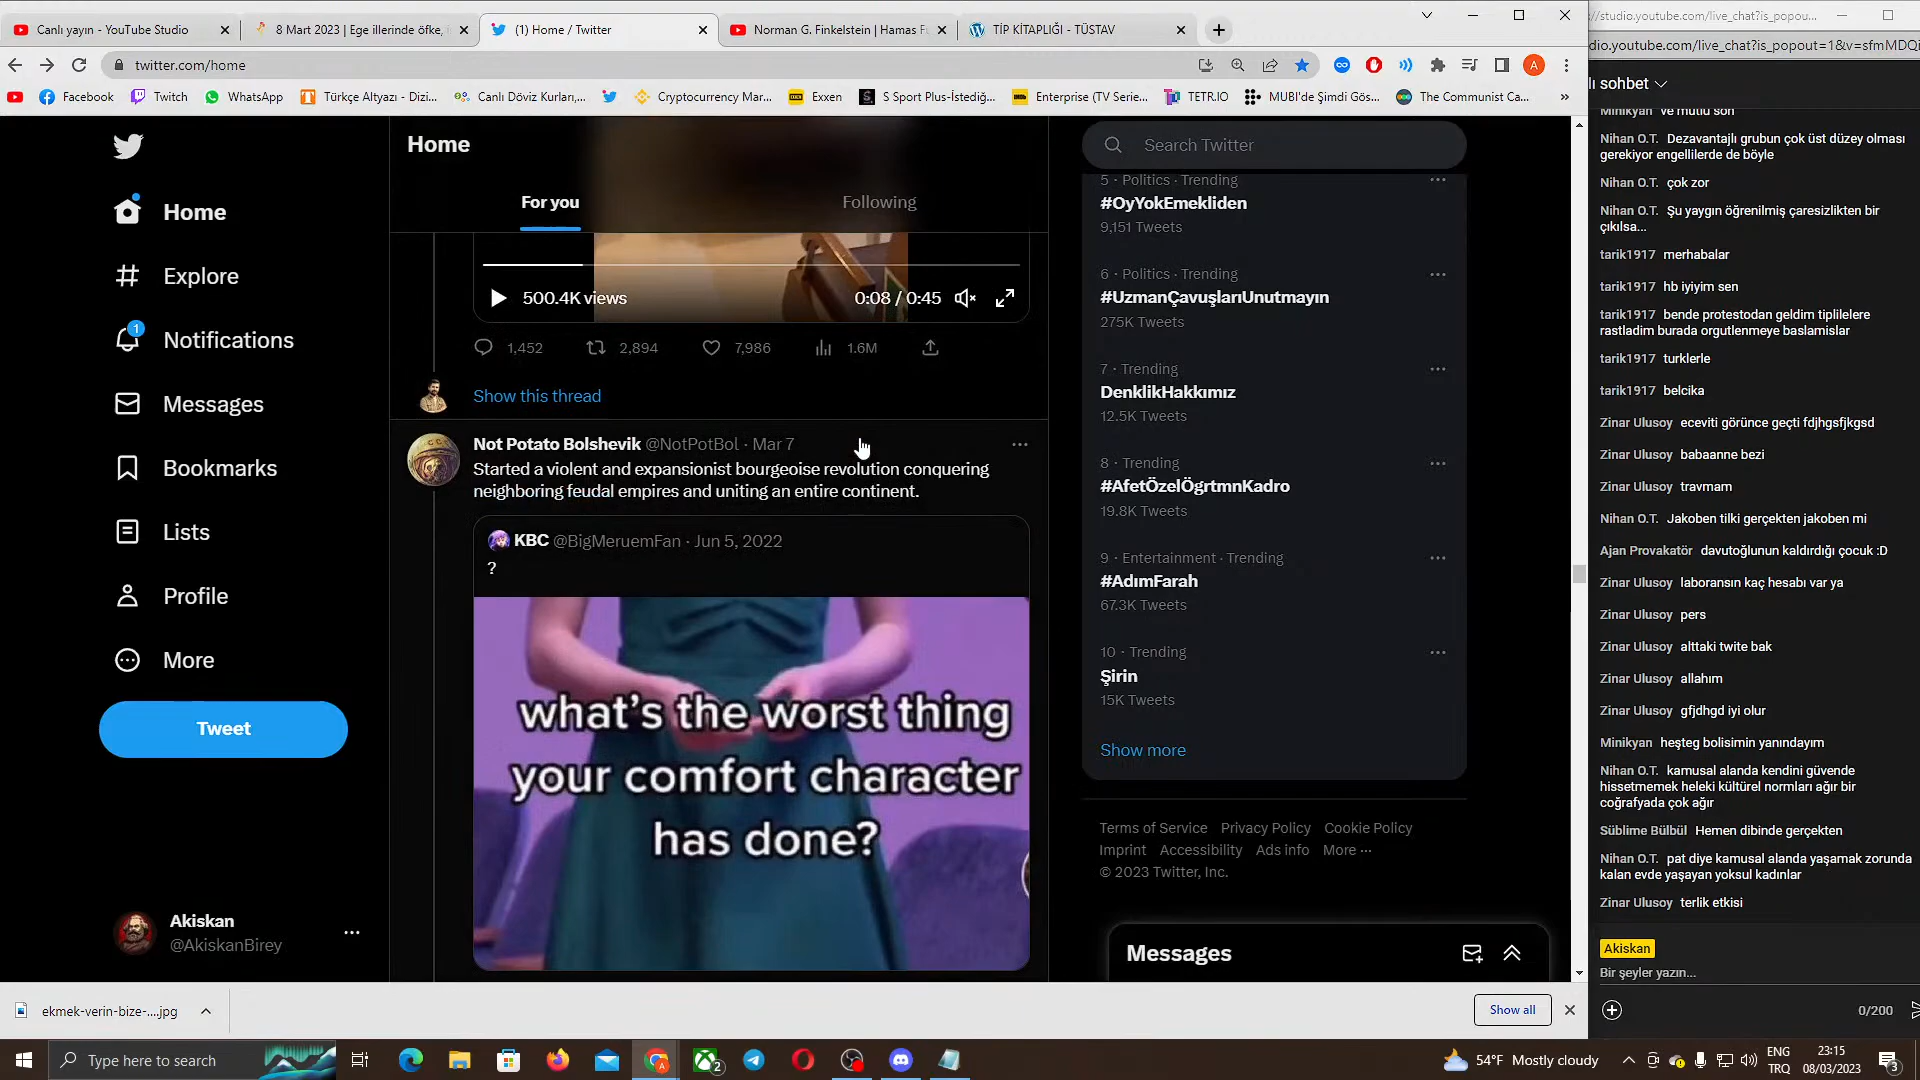 Canlı yayın - YouTube Studio
8 Mart 2023 | Ege illerinde öfke,
(1) Home / Twitter
Norman G. Finkelstein | Hamas
TİP KİTAPLIĞI - TÜSTAV
//studio.youtube.com/live_chat?is_popou...
twitter.com/home
dio.youtube.com/live_chat?is_popout=1&v=sfmMDQ
Facebook
Twitch
WhatsApp
Türkçe Altyazı - Dizi...
Canlı Döviz Kurları,...
Cryptocurrency Mar...
Exxen
S Sport Plus-İstediğ...
Enterprise (TV Serie...
TETR.IO
MUBI'de Şimdi Gös...
The Communist Ca...
»
Home
Explore
Notifications
1
Messages
Bookmarks
Lists
Profile
More
Tweet
Akiskan
@AkiskanBirey
Home
For you
Following
500.4K views
0:08 / 0:45
1,452
2,894
7,986
1.6M
Show this thread
Not Potato Bolshevik @NotPotBol · Mar 7
Started a violent and expansionist bourgeoise revolution conquering
neighboring feudal empires and uniting an entire continent.
KBC @BigMeruemFan · Jun 5, 2022
?
what's the worst thing
your comfort character
has done?
Search Twitter
5 · Politics · Trending
#OyYokEmekliden
9,151 Tweets
6 · Politics · Trending
#UzmanÇavuşlarıUnutmayın
275K Tweets
7 · Trending
DenklikHakkımız
12.5K Tweets
8 · Trending
#AfetÖzelÖgrtmnKadro
19.8K Tweets
9 · Entertainment · Trending
#AdımFarah
67.3K Tweets
10 · Trending
Şirin
15K Tweets
Show more
Terms of Service Privacy Policy Cookie Policy
Imprint Accessibility Ads info More ···
© 2023 Twitter, Inc.
Messages
lı sohbet
Minikyan ve mutlu son
Nihan O.T. Dezavantajlı grubun çok üst düzey olması
gerekiyor engellilerde de böyle
Nihan O.T. çok zor
Nihan O.T. Şu yaygın öğrenilmiş çaresizlikten bir
çıkılsa...
tarik1917 merhabalar
tarik1917 hb iyiyim sen
tarik1917 bende protestodan geldim tiplilelere
rastladim burada orgutlenmeye baslamislar
tarik1917 turklerle
tarik1917 belcika
Zinar Ulusoy eceviti görünce geçti fdjhgsfjkgsd
Zinar Ulusoy babaanne bezi
Zinar Ulusoy travmam
Nihan O.T. Jakoben tilki gerçekten jakoben mi
Ajan Provakatör davutoğlunun kaldırdığı çocuk :D
Zinar Ulusoy laboransın kaç hesabı var ya
Zinar Ulusoy pers
Zinar Ulusoy alttaki twite bak
Zinar Ulusoy allahım
Zinar Ulusoy gfjdhgd iyi olur
Minikyan heşteg bolisimin yanındayım
Nihan O.T. kamusal alanda kendini güvende
hissetmemek heleki kültürel normları ağır bir
coğrafyada çok ağır
Süblime Bülbül Hemen dibinde gerçekten
Nihan O.T. pat diye kamusal alanda yaşamak zorunda
kalan evde yaşayan yoksul kadınlar
Zinar Ulusoy terlik etkisi
Akiskan
Bir şeyler yazın...
0/200
ekmek-verin-bize-....jpg
Show all
Type here to search
2
54°F Mostly cloudy
ENG
TRQ
23:15
08/03/2023
3